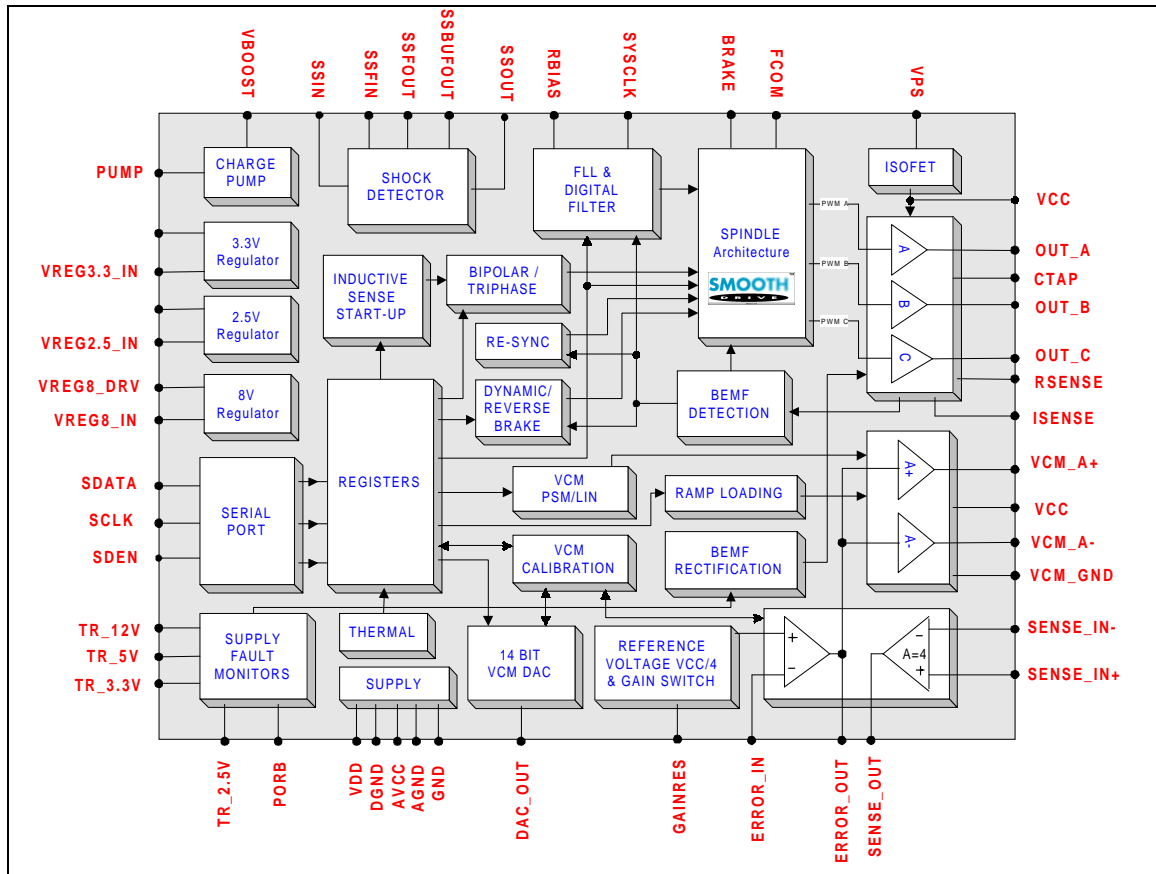 VBOOST
SSIN
SSFIN
SSFOUT
SSBUFOUT
SSOUT
RBIAS
SYSCLK
BRAKE
FCOM
VPS
PUMP
CHARGE
PUMP
SHOCK
DETECTOR
FLL &
DIGITAL
FILTER
SPINDLE
Architecture
SMOOTH
DRIVE
ISOFET
VCC
PWM A
A
OUT_A
CTAP
PWM B
B
OUT_B
PWM C
C
OUT_C
RSENSE
ISENSE
3.3V
Regulator
VREG3.3_IN
2.5V
Regulator
VREG2.5_IN
VREG8_DRV
8V
Regulator
VREG8_IN
INDUCTIVE
SENSE
START-UP
BIPOLAR /
TRIPHASE
RE-SYNC
DYNAMIC/
REVERSE
BRAKE
BEMF
DETECTION
SDATA
SCLK
SDEN
SERIAL
PORT
REGISTERS
VCM
PSM/LIN
RAMP LOADING
A+
VCM_A+
VCC
A-
VCM_A-
VCM_GND
VCM
CALIBRATION
BEMF
RECTIFICATION
TR_12V
TR_5V
TR_3.3V
SUPPLY
FAULT
MONITORS
THERMAL
SUPPLY
14 BIT
VCM DAC
REFERENCE
VOLTAGE VCC/4
& GAIN SWITCH
+
−
−
A=4
+
SENSE_IN-
SENSE_IN+
TR_2.5V
PORB
VDD
DGND
AVCC
AGND
GND
DAC_OUT
GAINRES
ERROR_IN
ERROR_OUT
SENSE_OUT